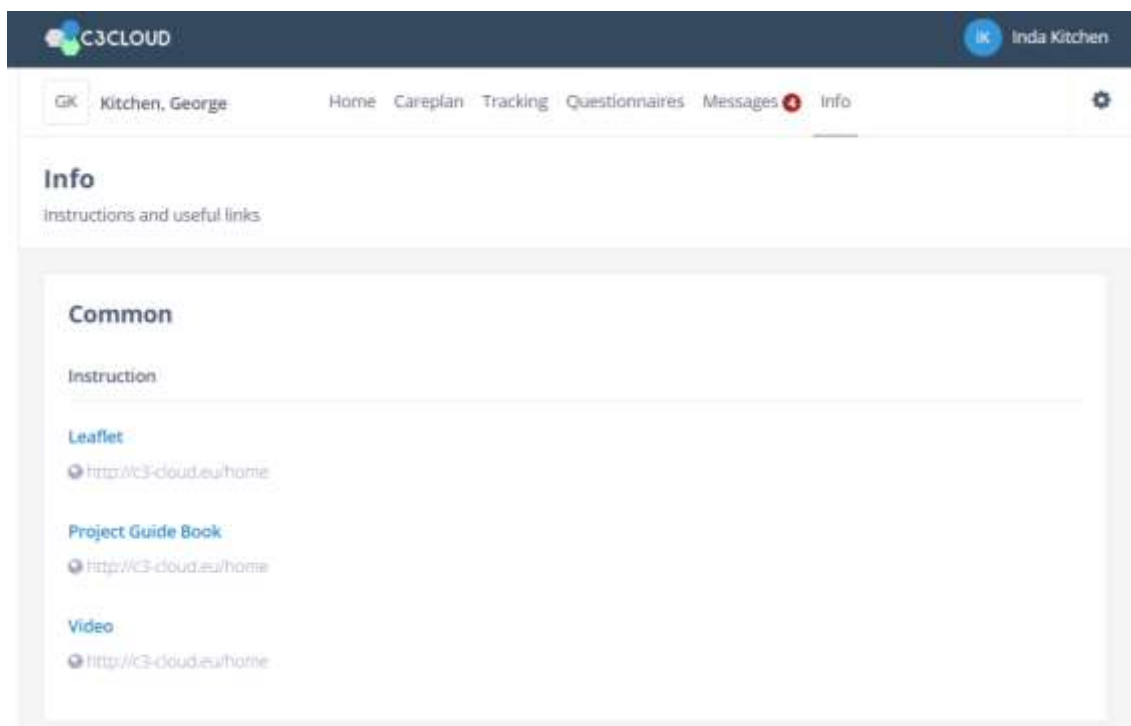 C3CLOUD
IK Inda Kitchen
GK Kitchen, George Home Careplan Tracking Questionnaires Messages 4 Info
Info
Instructions and useful links
Common
Instruction
Leaflet
http://c3-cloud.eu/home
Project Guide Book
http://c3-cloud.eu/home
Video
http://c3-cloud.eu/home